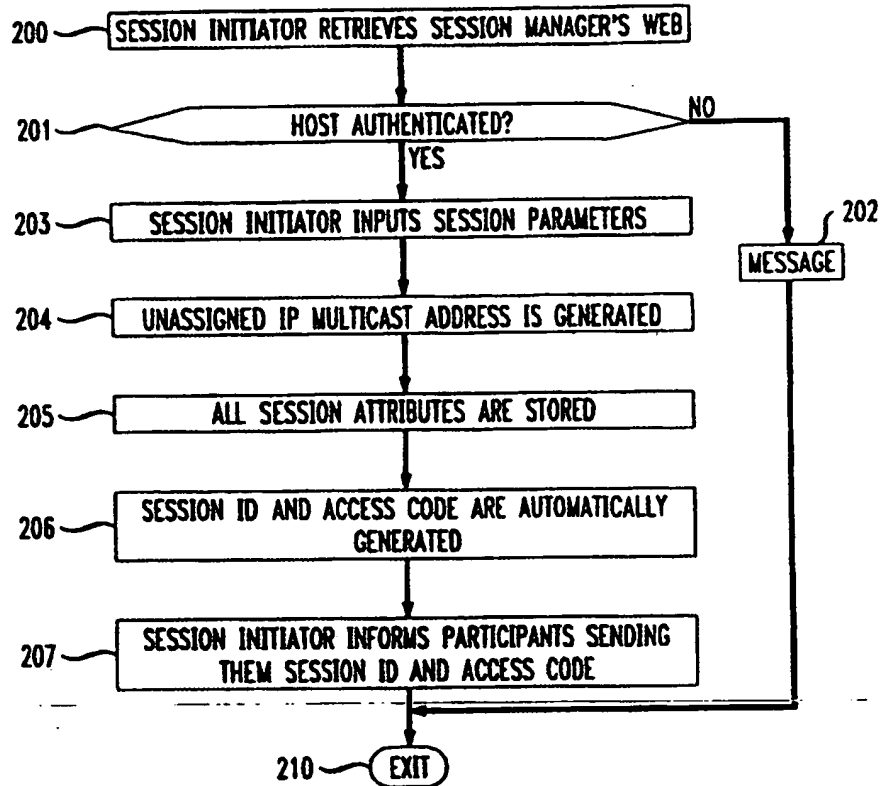 200 SESSION INITIATOR RETRIEVES SESSION MANAGER'S WEB
NO
201 HOST AUTHENTICATED?
YES
203 SESSION INITIATOR INPUTS SESSION PARAMETERS
202
MESSAGE
204 UNASSIGNED IP MULTICAST ADDRESS IS GENERATED
205 ALL SESSION ATTRIBUTES ARE STORED
206 SESSION ID AND ACCESS CODE ARE AUTOMATICALLY
GENERATED
207 SESSION INITIATOR INFORMS PARTICIPANTS SENDING
THEM SESSION ID AND ACCESS CODE
210 EXIT